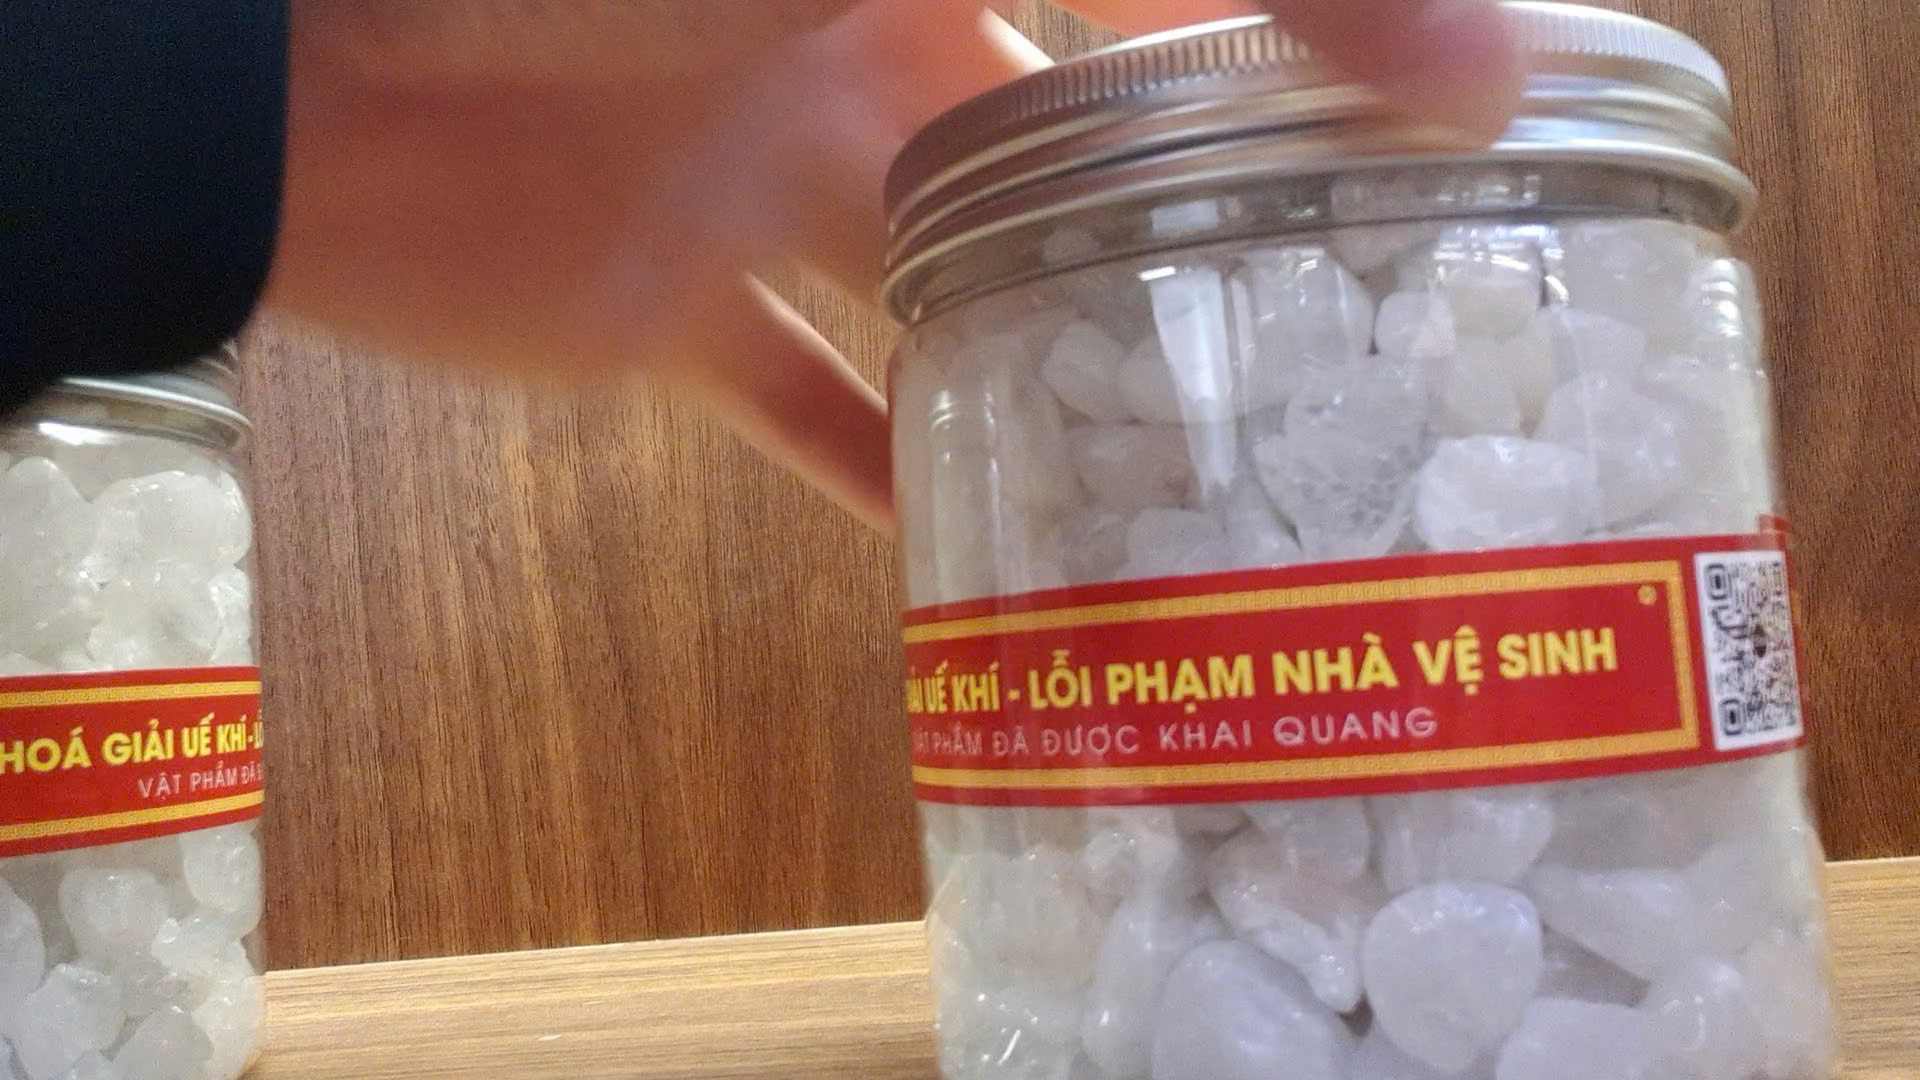 HOÁ GIẢI UẾ KHÍ -
VẬT PHẨM ĐÃ
UẾ KHÍ - LỖI PHẠM NHÀ VỆ SINH
VẬT PHẨM ĐÃ ĐƯỢC KHAI QUANG